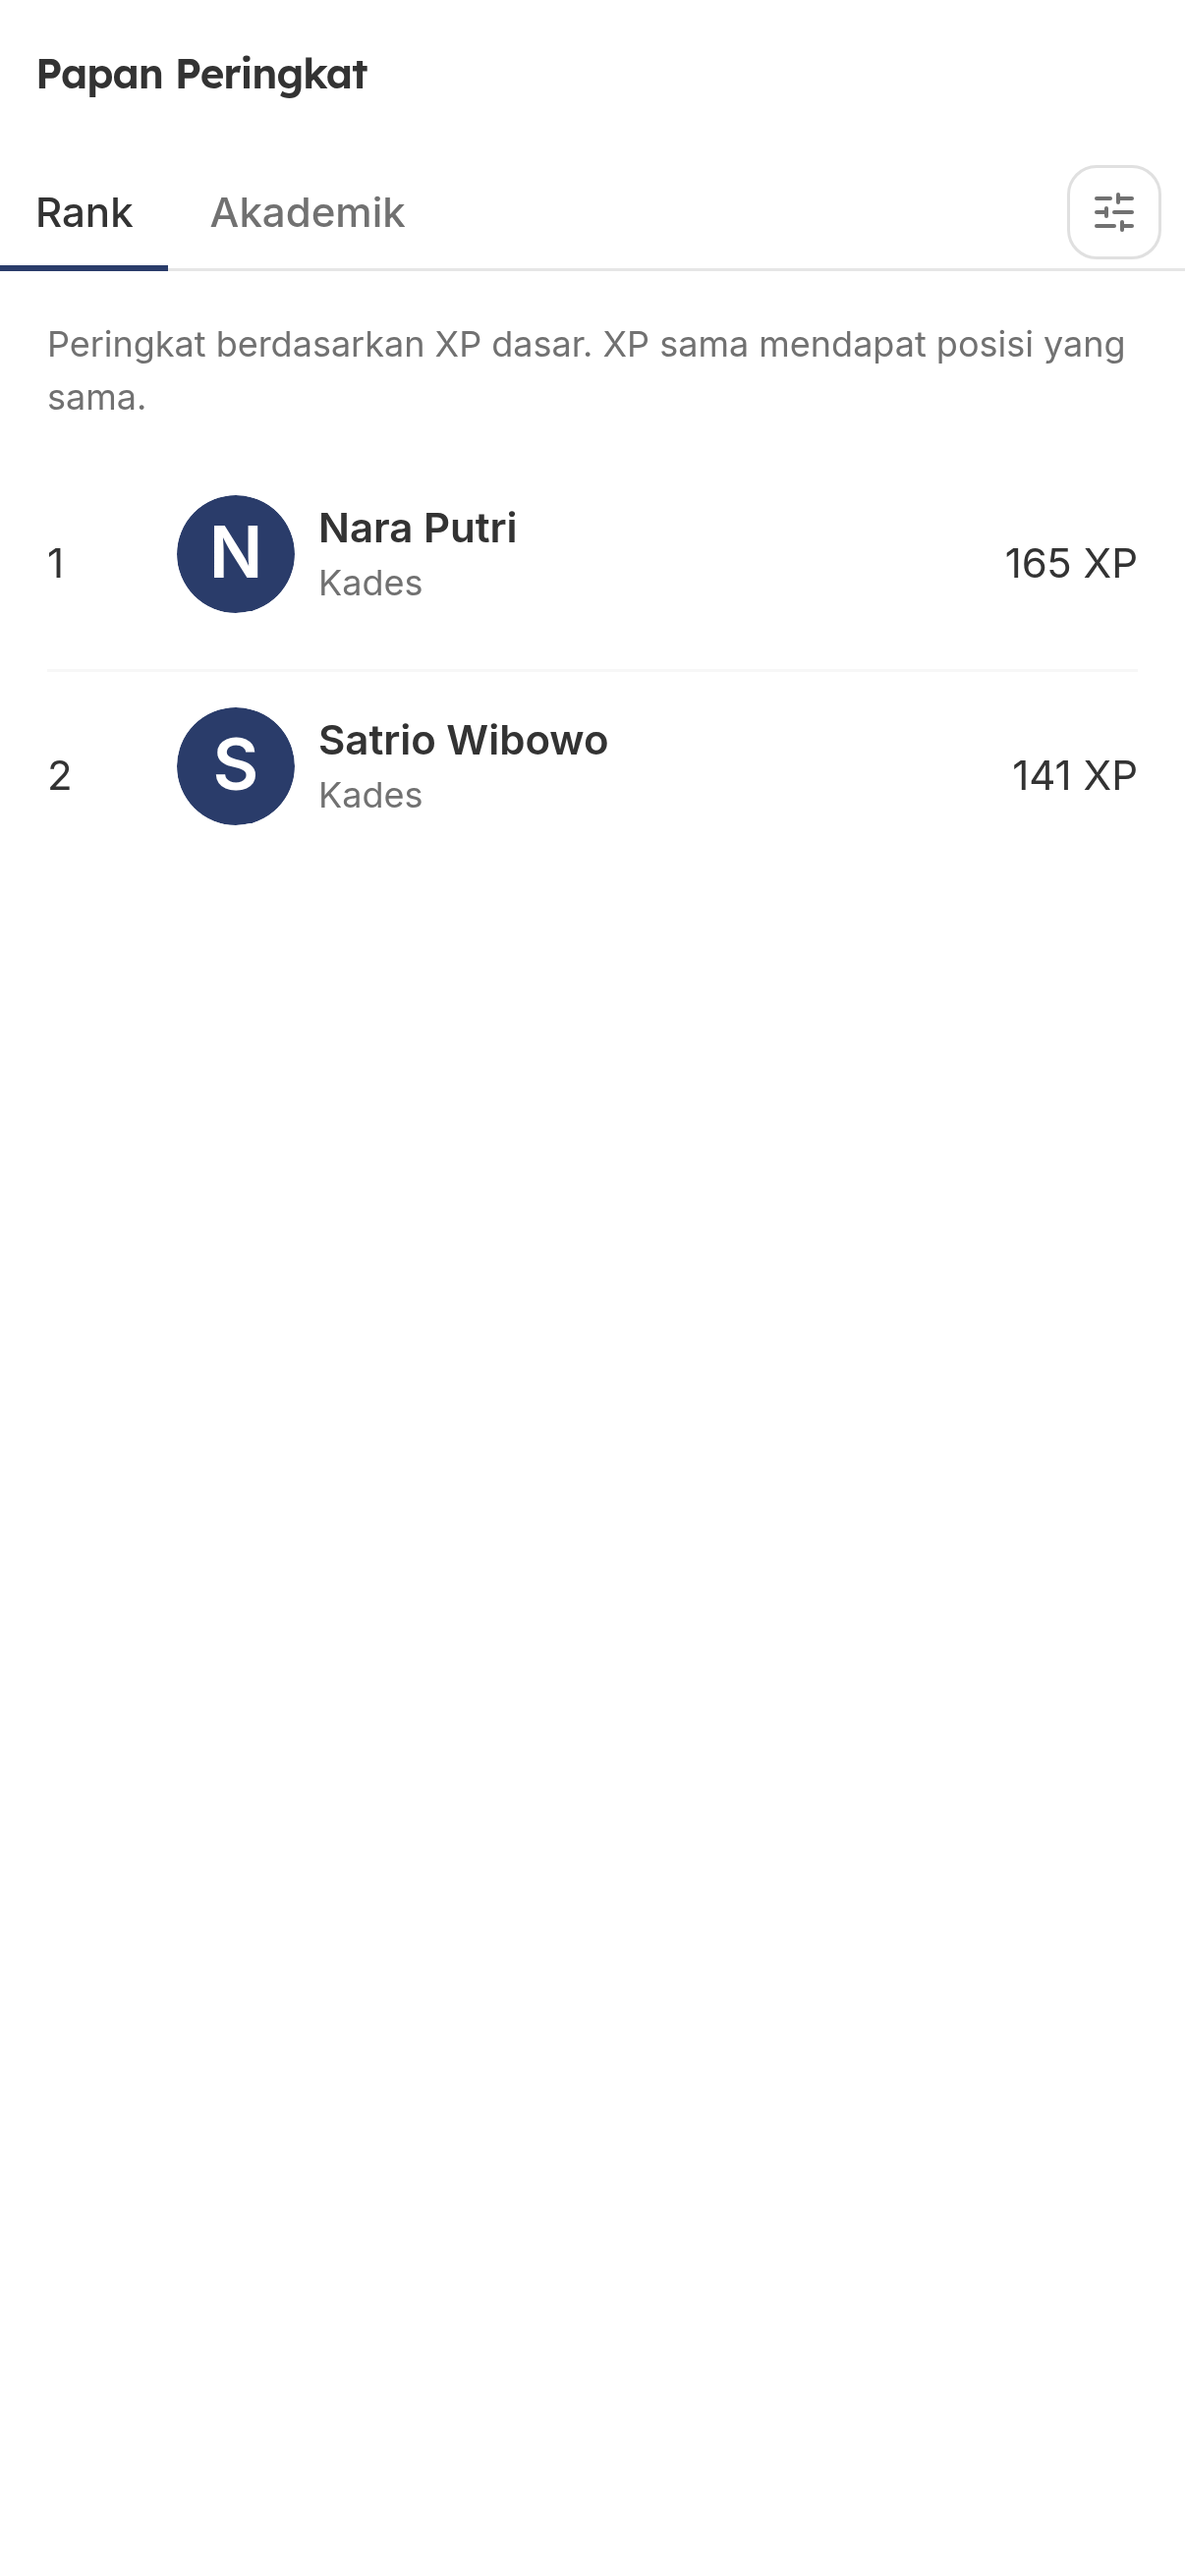 Papan Peringkat
Rank
Akademik
Peringkat berdasarkan XP dasar. XP sama mendapat posisi yang
sama.
1
N
Nara Putri
Kades
165 XP
2
S
Satrio Wibowo
Kades
141 XP